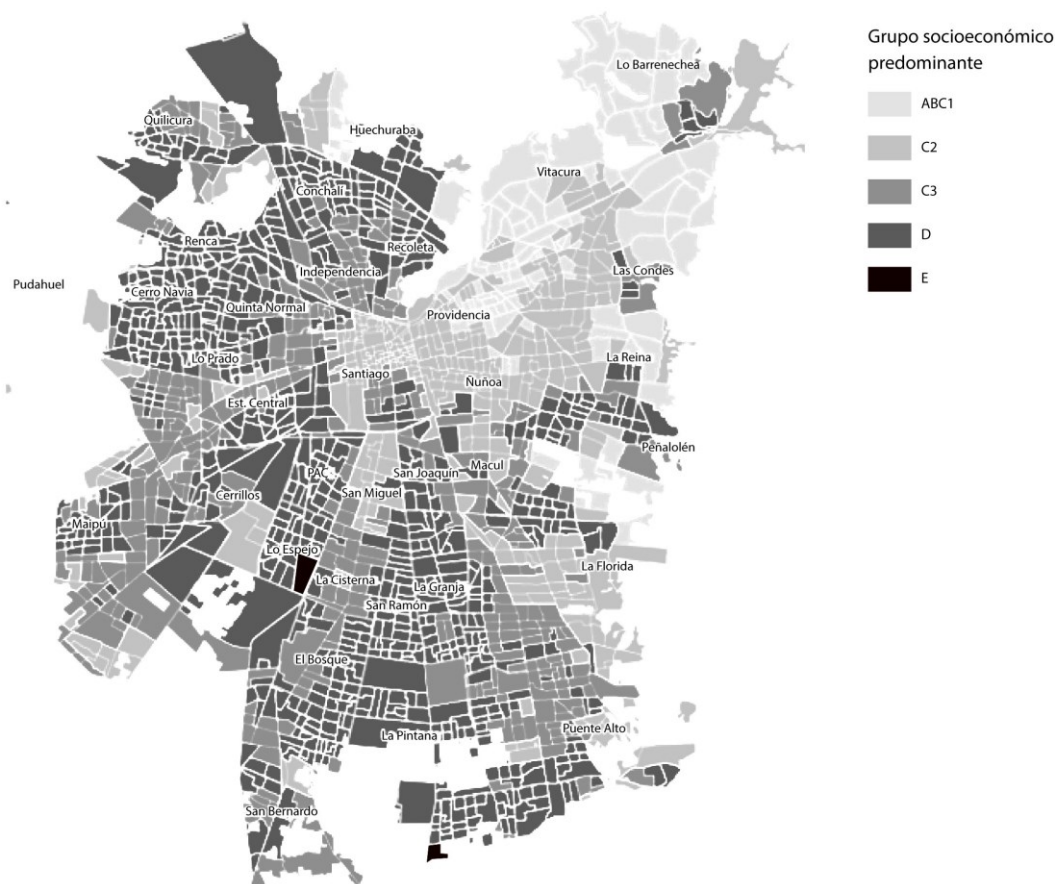 Grupo socioeconómico
predominante
ABC1
C2
C3
D
E
Lo Barrenechea
Quilicura
Huechuraba
Vitacura
Conchalí
Renca
Recoleta
Independencia
Las Condes
Pudahuel
Cerro Navia
Quinta Normal
Providencia
Lo Prado
La Reina
Santiago
Ñuñoa
Est. Central
Peñalolén
PAC
San Joaquín
Macul
San Miguel
Cerrillos
Maipú
Lo Espejo
La Florida
La Cisterna
La Granja
San Ramón
El Bosque
Puente Alto
La Pintana
San Bernardo